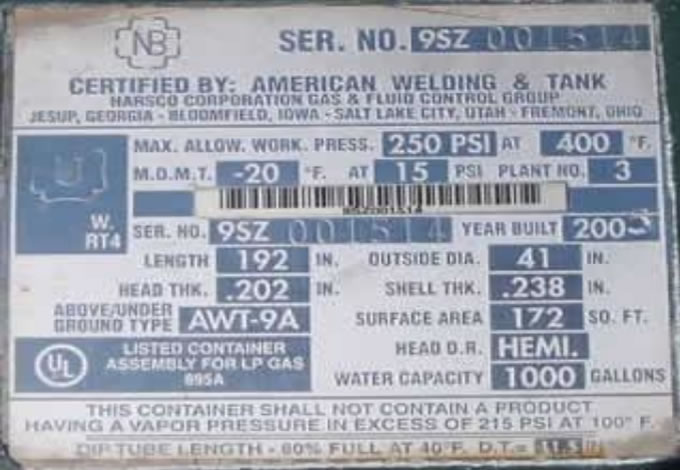 NB SER. NO. 9SZ 001514
CERTIFIED BY: AMERICAN WELDING & TANK
HARSCO CORPORATION GAS & FLUID CONTROL GROUP
JESUP, GEORGIA - BLOOMFIELD, IOWA - SALT LAKE CITY, UTAH - FREMONT, OHIO
MAX. ALLOW. WORK. PRESS. 250 PSI AT 400 °F.
U M.D.M.T. -20 °F. AT 15 PSI PLANT NO. 3
9SZ001514
W. RT4
SER. NO. 9SZ 001514 YEAR BUILT
LENGTH 192 IN. OUTSIDE DIA. 41 IN.
HEAD THK. .202 IN. SHELL THK. .238 IN.
ABOVE/UNDER GROUND TYPE AWT-9A SURFACE AREA 172 SQ. FT.
HEAD D.R. HEMI.
UL LISTED CONTAINER
ASSEMBLY FOR LP GAS
895A
WATER CAPACITY 1000 GALLONS
THIS CONTAINER SHALL NOT CONTAIN A PRODUCT
HAVING A VAPOR PRESSURE IN EXCESS OF 215 PSI AT 100° F.
DIP TUBE LENGTH - 80% FULL AT 40°F. D.T.= IN.